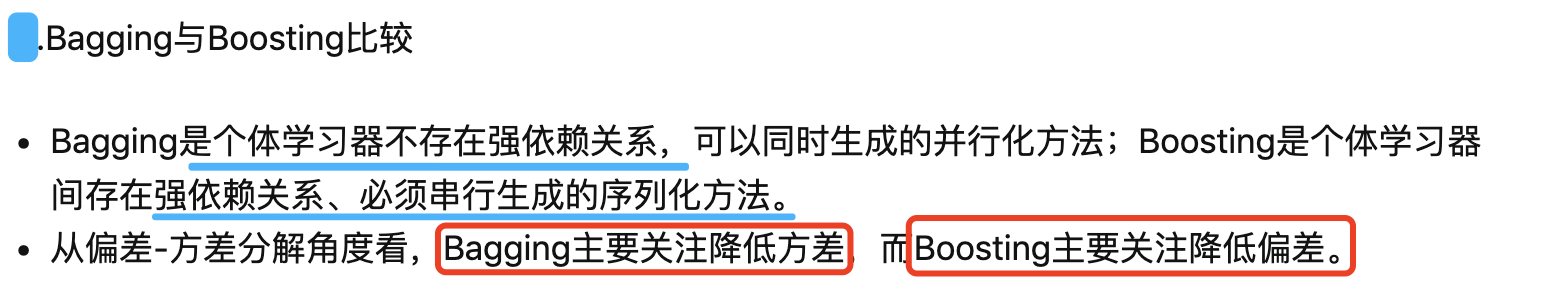 .Bagging与Boosting比较
• Bagging是个体学习器不存在强依赖关系，可以同时生成的并行化方法；Boosting是个体学习器
间存在强依赖关系、必须串行生成的序列化方法。
• 从偏差-方差分解角度看，Bagging主要关注降低方差，而Boosting主要关注降低偏差。